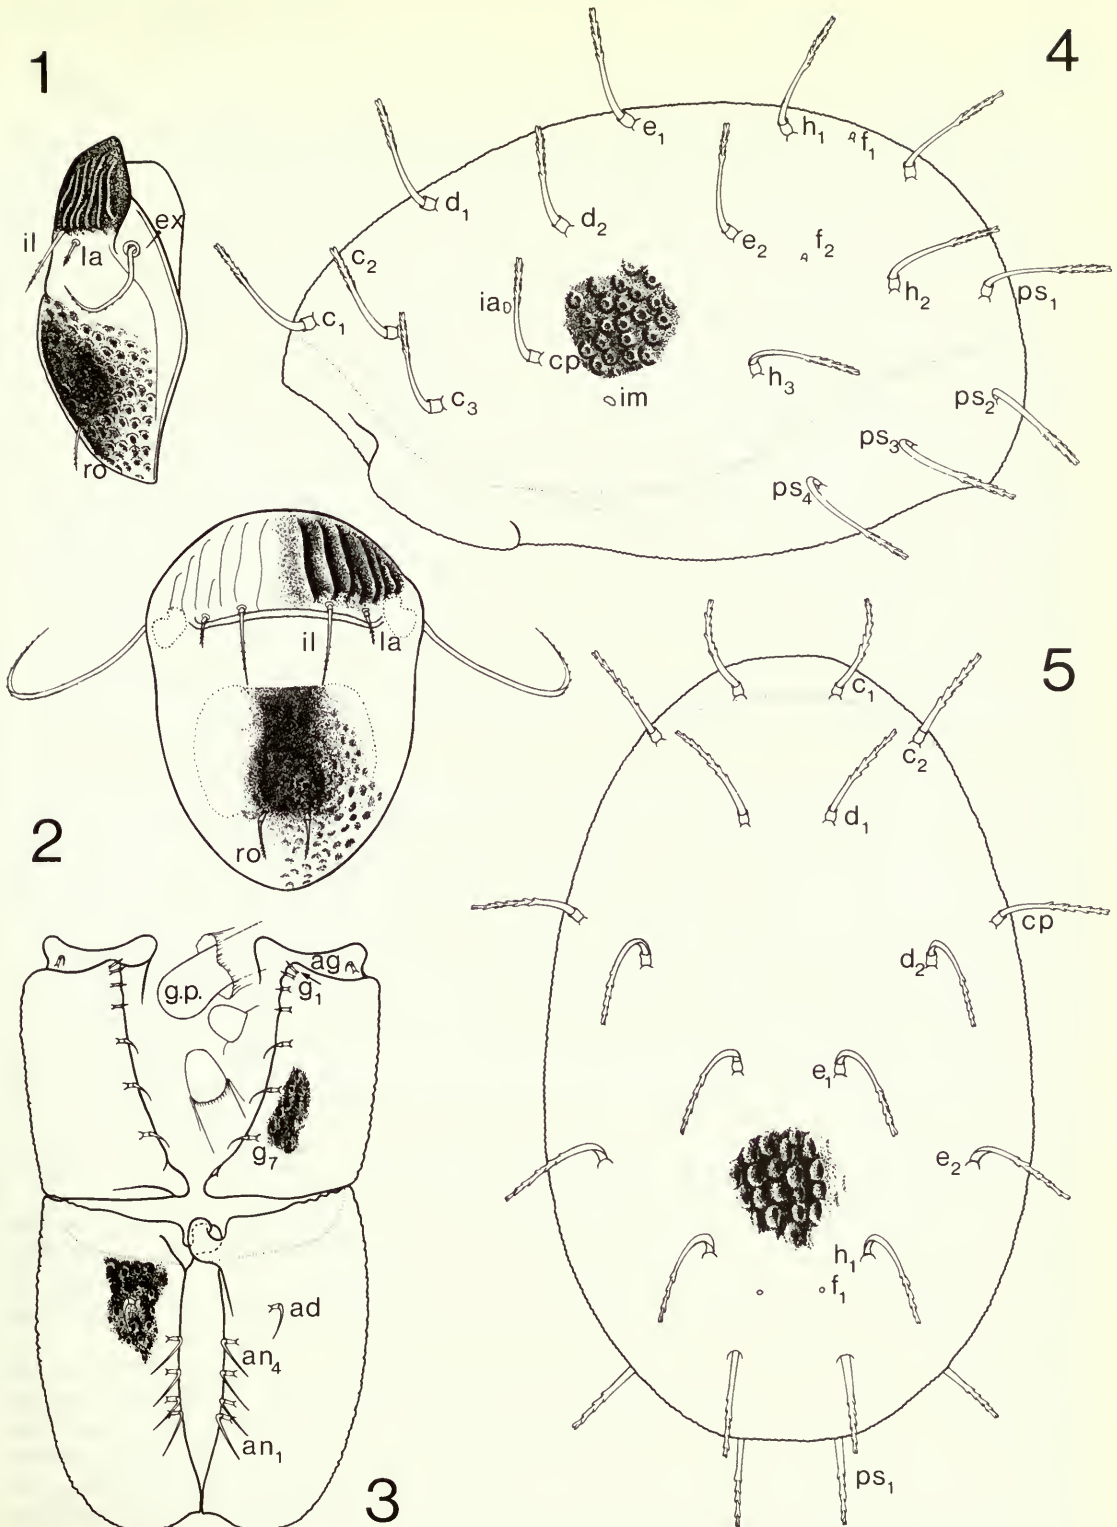 1
il
la
ex
ro
2
il
la
ro
3
g.p.
ag
g1
g7
ad
an4
an1
4
e1
h1
f1
d1
d2
e2
f2
c2
c1
ia
cp
c3
im
h2
ps1
h3
ps2
ps3
ps4
5
c1
c2
d1
cp
d2
e1
e2
h1
f1
ps1